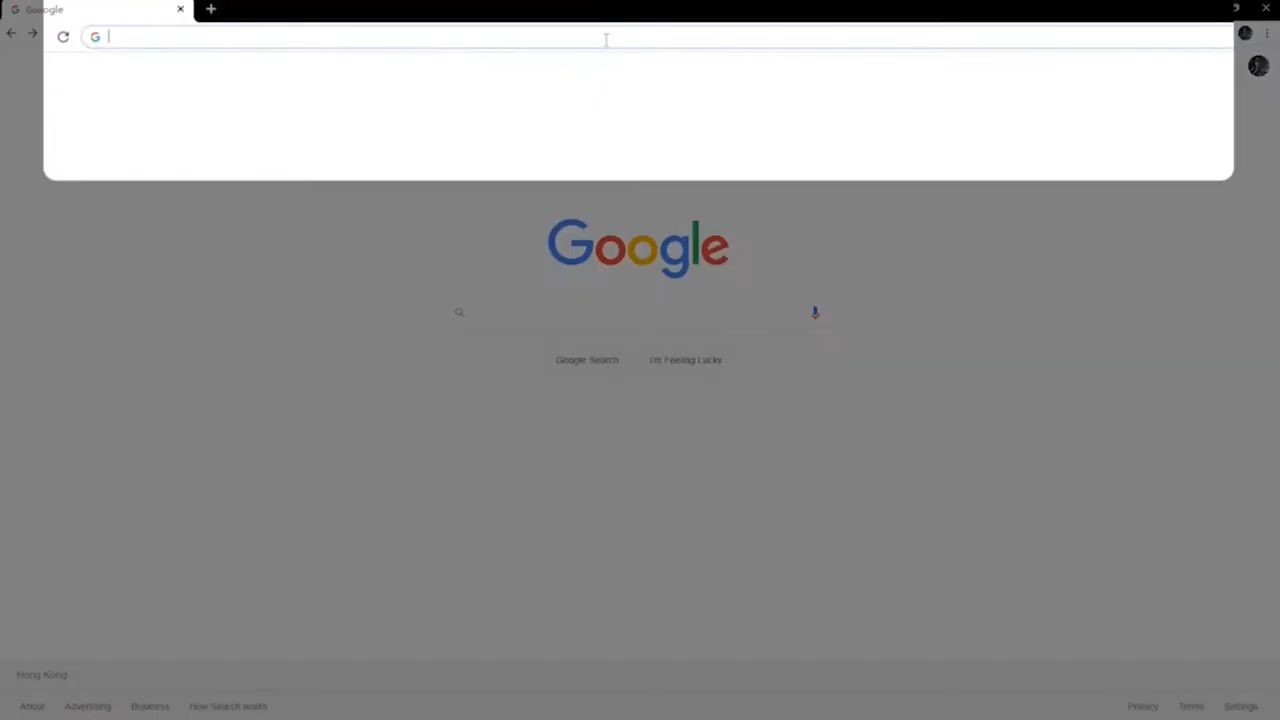 Google
Google
Google Search I'm Feeling Lucky
Hong Kong
About Advertising Business How Search works Privacy Terms Settings